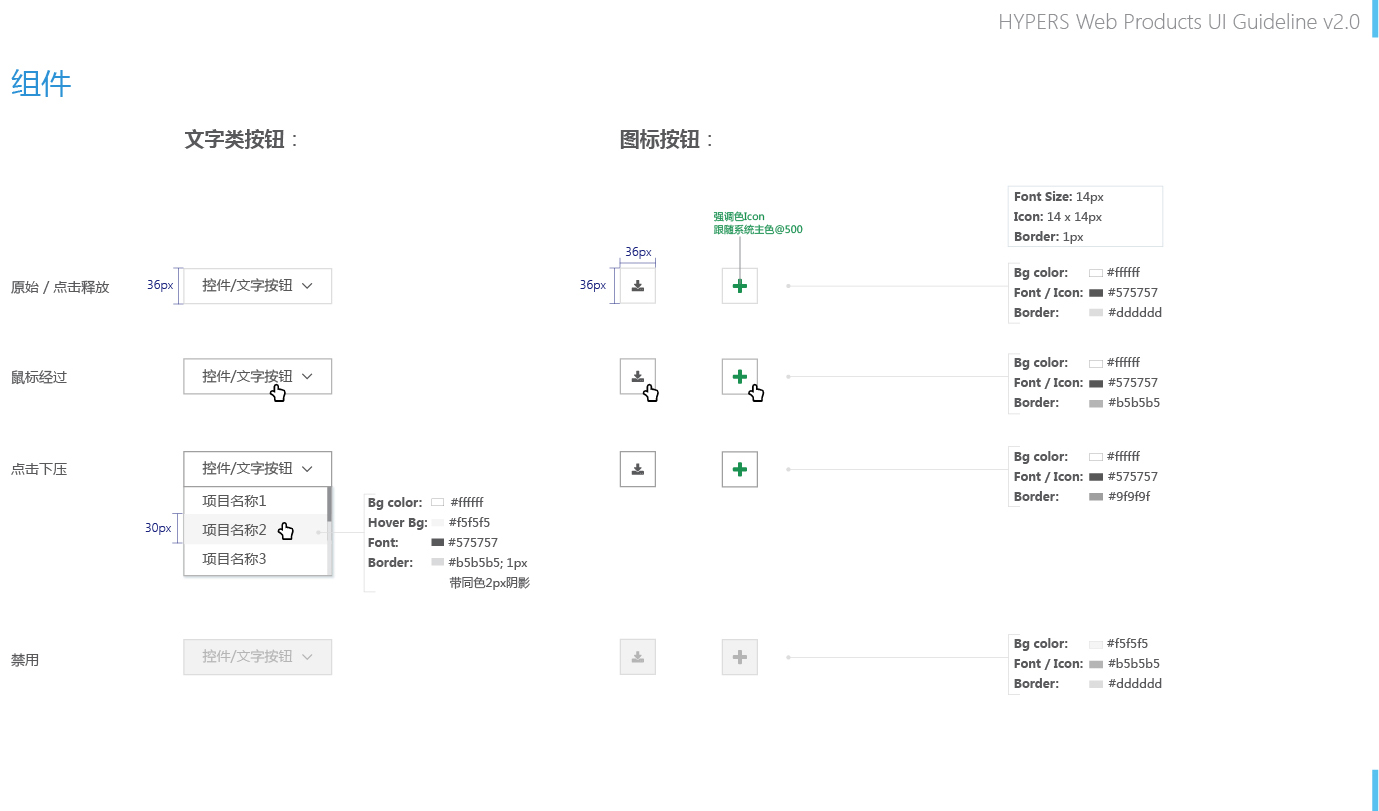 HYPERS Web Products UI Guideline v2.0
组件
文字类按钮：
图标按钮：
Font Size: 14px
Icon: 14 x 14px
Border: 1px
强调色Icon
跟随系统主色@500
36px
原始 / 点击释放
36px
控件/文字按钮
36px
Bg color: #ffffff
Font / Icon: #575757
Border: #dddddd
鼠标经过
控件/文字按钮
Bg color: #ffffff
Font / Icon: #575757
Border: #b5b5b5
点击下压
控件/文字按钮
Bg color: #ffffff
Font / Icon: #575757
Border: #9f9f9f
项目名称1
30px
项目名称2
项目名称3
Bg color: #ffffff
Hover Bg: #f5f5f5
Font: #575757
Border: #b5b5b5; 1px
带同色2px阴影
禁用
控件/文字按钮
Bg color: #f5f5f5
Font / Icon: #b5b5b5
Border: #dddddd